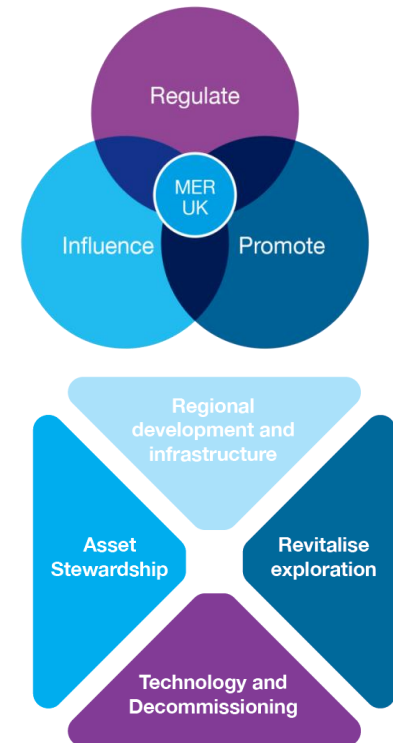 Regulate
MER
UK
Influence
Promote
Regional
development and
infrastructure
Asset
Stewardship
Revitalise
exploration
Technology and
Decommissioning